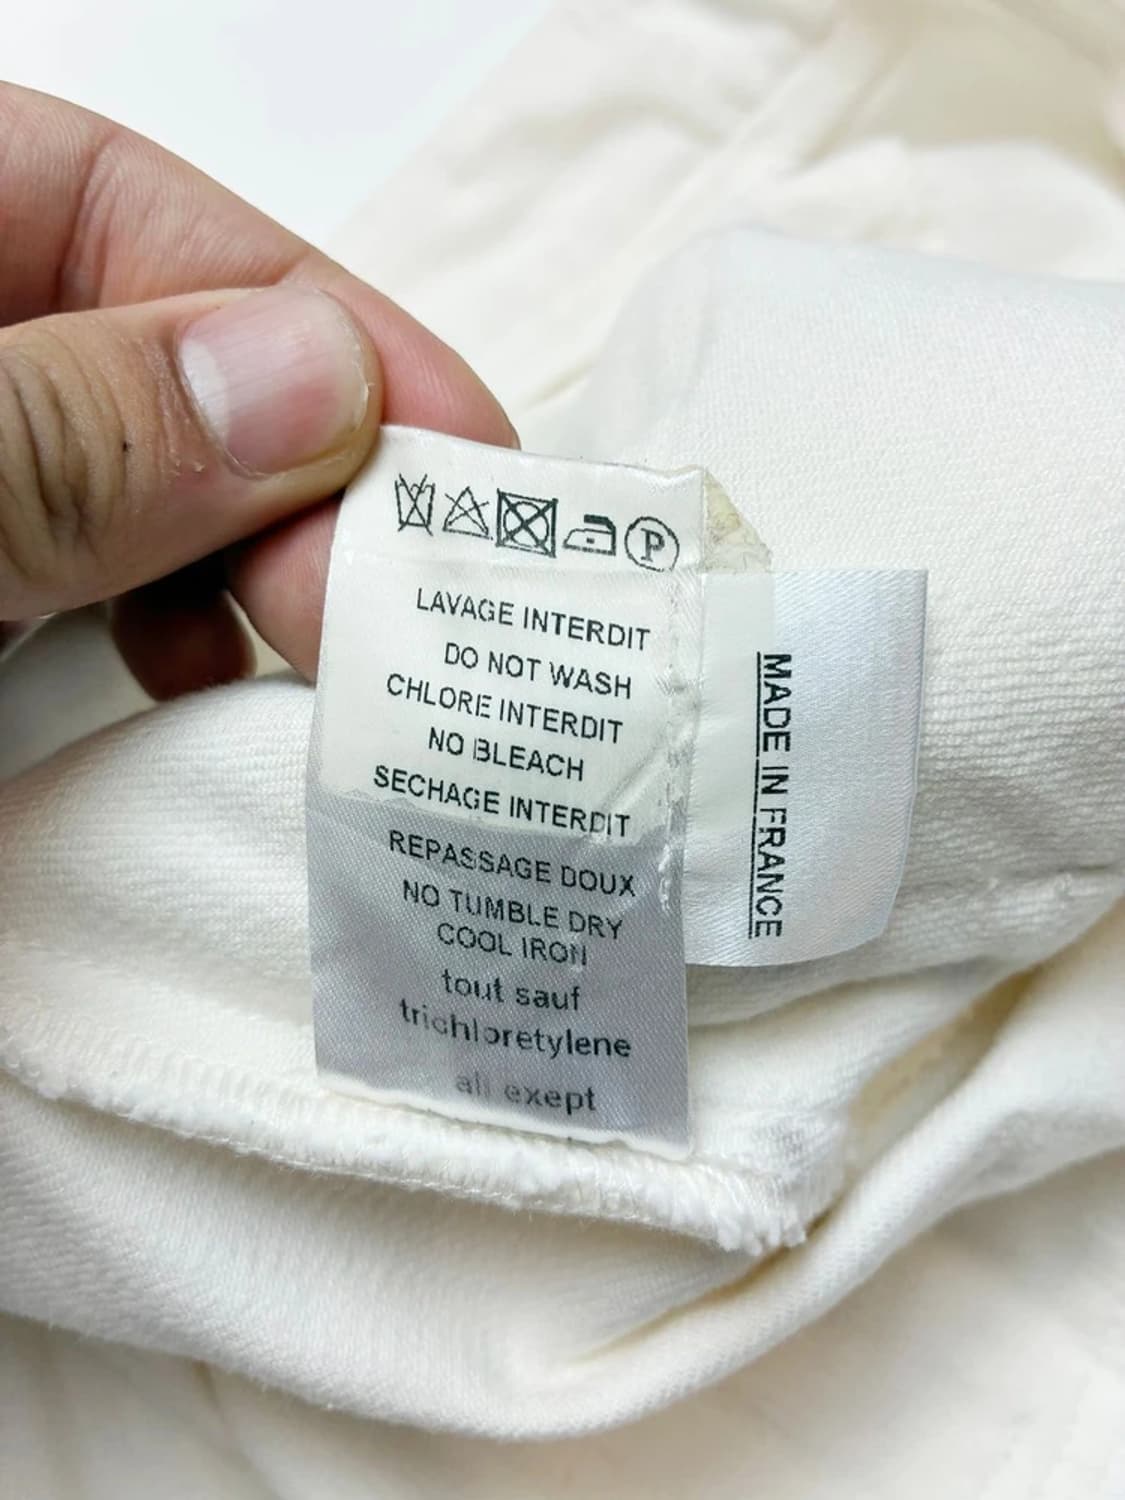 P
LAVAGE INTERDIT
DO NOT WASH
CHLORE INTERDIT
NO BLEACH
SECHAGE INTERDIT
REPASSAGE DOUX
NO TUMBLE DRY
COOL IRON
tout sauf
trichloretylene
all exept
MADE IN FRANCE